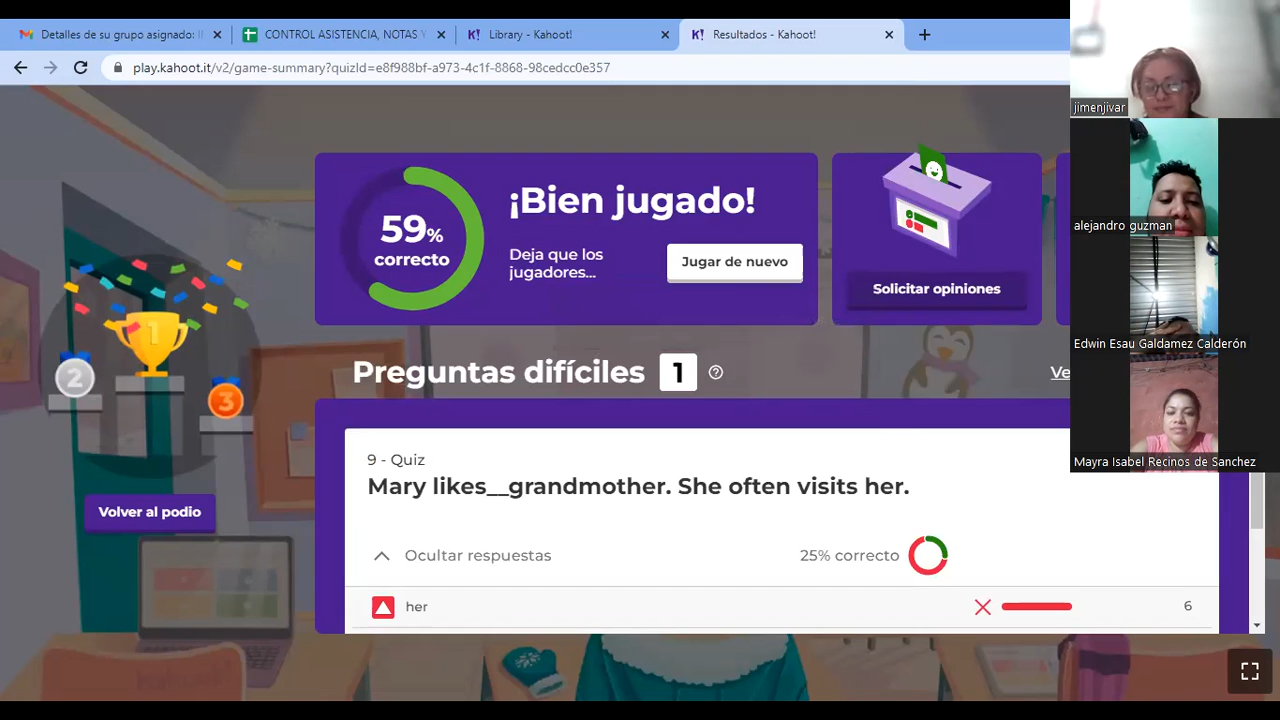 Detalles de su grupo asignado: I
CONTROL ASISTENCIA, NOTAS Y
K! Library - Kahoot!
K! Resultados - Kahoot!
play.kahoot.it/v2/game-summary?quizId=e8f988bf-a973-4c1f-8868-98cedcc0e357
jimenjivar
alejandro guzman
Edwin Esau Galdamez Calderón
Mayra Isabel Recinos de Sanchez
59%
correcto
¡Bien jugado!
Deja que los
jugadores...
Jugar de nuevo
Solicitar opiniones
1
2
3
Volver al podio
Preguntas difíciles 1
Ve
9 - Quiz
Mary likes__grandmother. She often visits her.
Ocultar respuestas
25% correcto
her
6